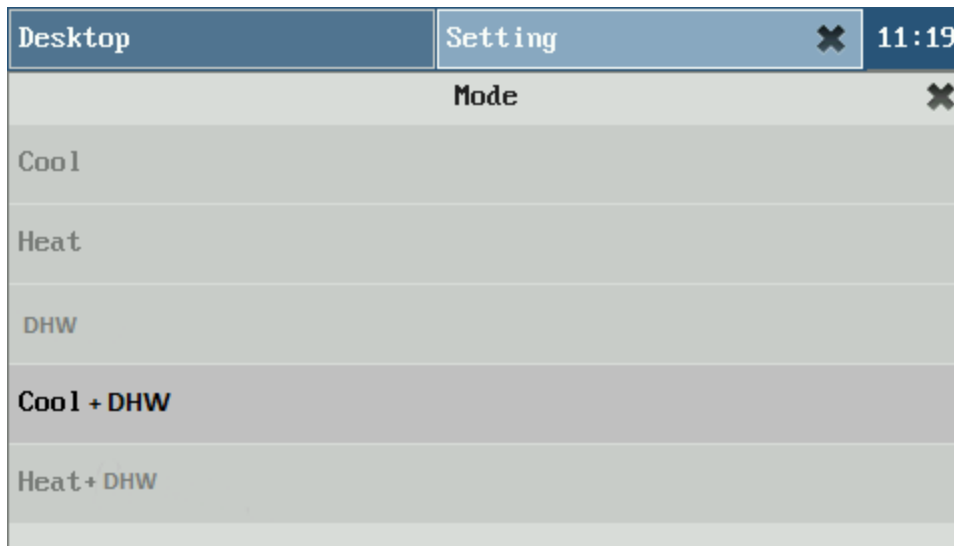 Desktop Setting 11:19
Mode
Cool
Heat
DHW
Cool + DHW
Heat+ DHW